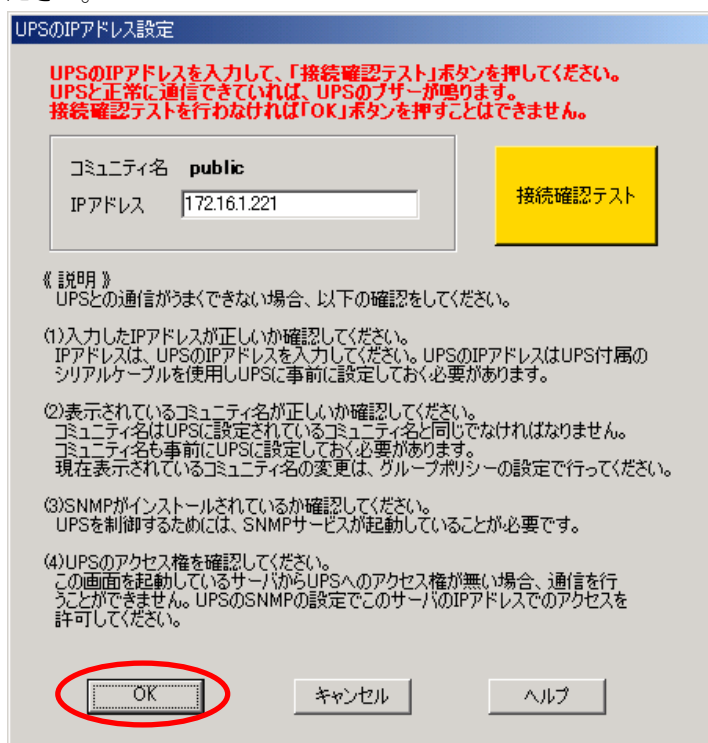 UPSのIPアドレス設定
UPSのIPアドレスを入力して、「接続確認テスト」ボタンを押してください。
UPSと正常に通信できていれば、UPSのブザーが鳴ります。
接続確認テストを行わなければ「OK」ボタンを押すことはできません。
コミュニティ名 public
IPアドレス 172.16.1.221
接続確認テスト
《 説明 》
UPSとの通信がうまくできない場合、以下の確認をしてください。
(1)入力したIPアドレスが正しいか確認してください。
IPアドレスは、UPSのIPアドレスを入力してください。UPSのIPアドレスはUPS付属の
シリアルケーブルを使用しUPSに事前に設定しておく必要があります。
(2)表示されているコミュニティ名が正しいか確認してください。
コミュニティ名はUPSに設定されているコミュニティ名と同じでなければなりません。
コミュニティ名も事前にUPSに設定しておく必要があります。
現在表示されているコミュニティ名の変更は、グループポリシーの設定で行ってください。
(3)SNMPがインストールされているか確認してください。
UPSを制御するためには、SNMPサービスが起動していることが必要です。
(4)UPSのアクセス権を確認してください。
この画面を起動しているサーバからUPSへのアクセス権が無い場合、通信を行
うことができません。UPSのSNMPの設定でこのサーバのIPアドレスでのアクセスを
許可してください。
OK キャンセル ヘルプ